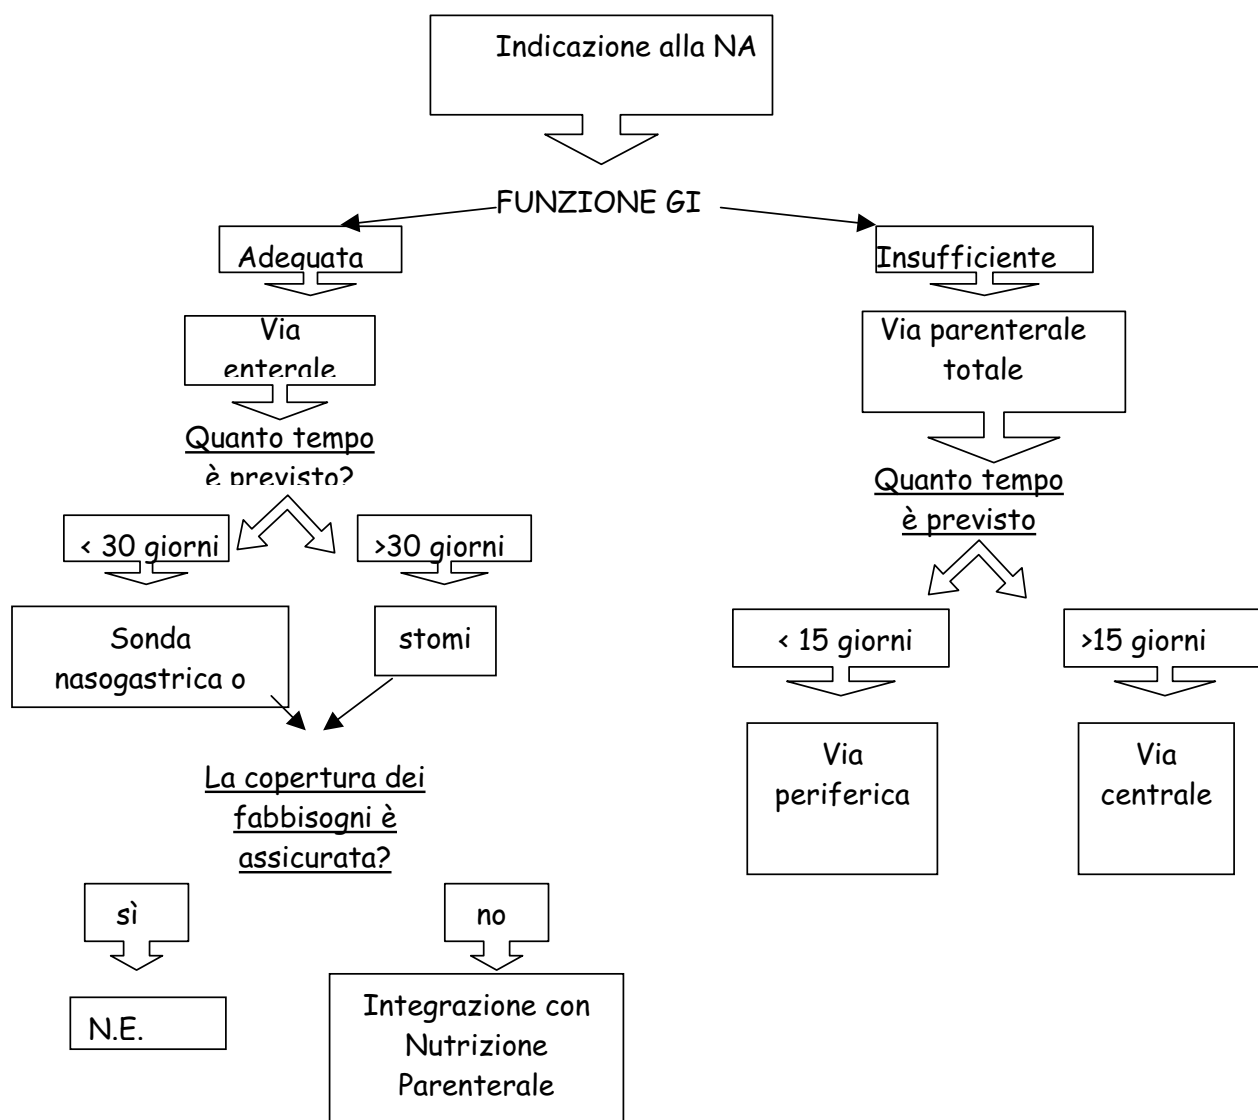 Indicazione alla NA
FUNZIONE GI
Adeguata
Insufficiente
Via
enterale
Via parenterale
totale
Quanto tempo
è previsto?
Quanto tempo
è previsto
< 30 giorni
>30 giorni
< 15 giorni
>15 giorni
Sonda
nasogastrica o
stomi
Via
periferica
Via
centrale
La copertura dei
fabbisogni è
assicurata?
sì
no
N.E.
Integrazione con
Nutrizione
Parenterale